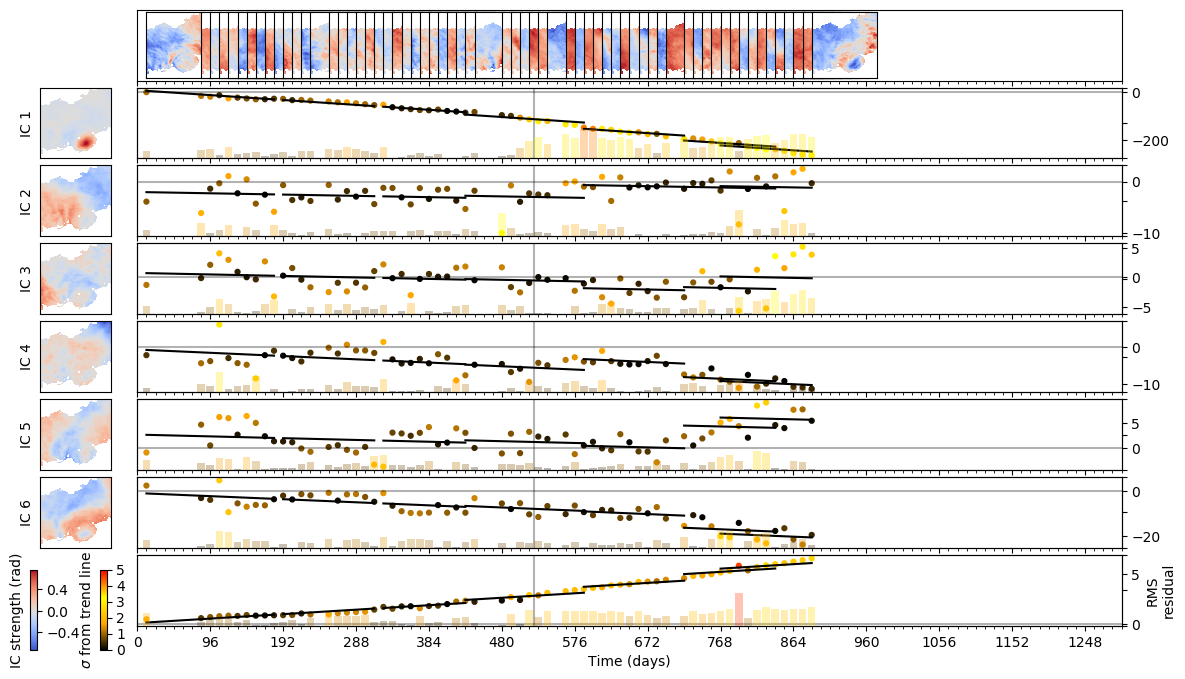 IC 1
0
−200
IC 2
0
−10
IC 3
5
0
−5
IC 4
0
−10
IC 5
5
0
IC 6
0
−20
5
0
RMS
residual
IC strength (rad)
0.4
0.0
−0.4
σ from trend line
5
4
3
2
1
0
0 96 192 288 384 480 576 672 768 864 960 1056 1152 1248
Time (days)